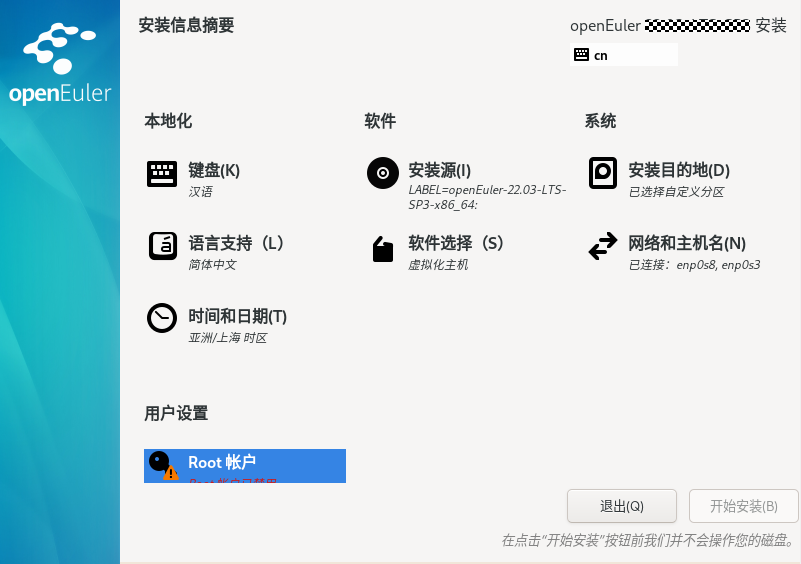 openEuler
安装信息摘要
openEuler 安装
cn
本地化
键盘(K)
汉语
语言支持（L）
简体中文
时间和日期(T)
亚洲/上海 时区
软件
安装源(I)
LABEL=openEuler-22.03-LTS-
SP3-x86_64:
软件选择（S）
虚拟化主机
系统
安装目的地(D)
已选择自定义分区
网络和主机名(N)
已连接：enp0s8, enp0s3
用户设置
Root 帐户
退出(Q)
开始安装(B)
在点击"开始安装"按钮前我们并不会操作您的磁盘。